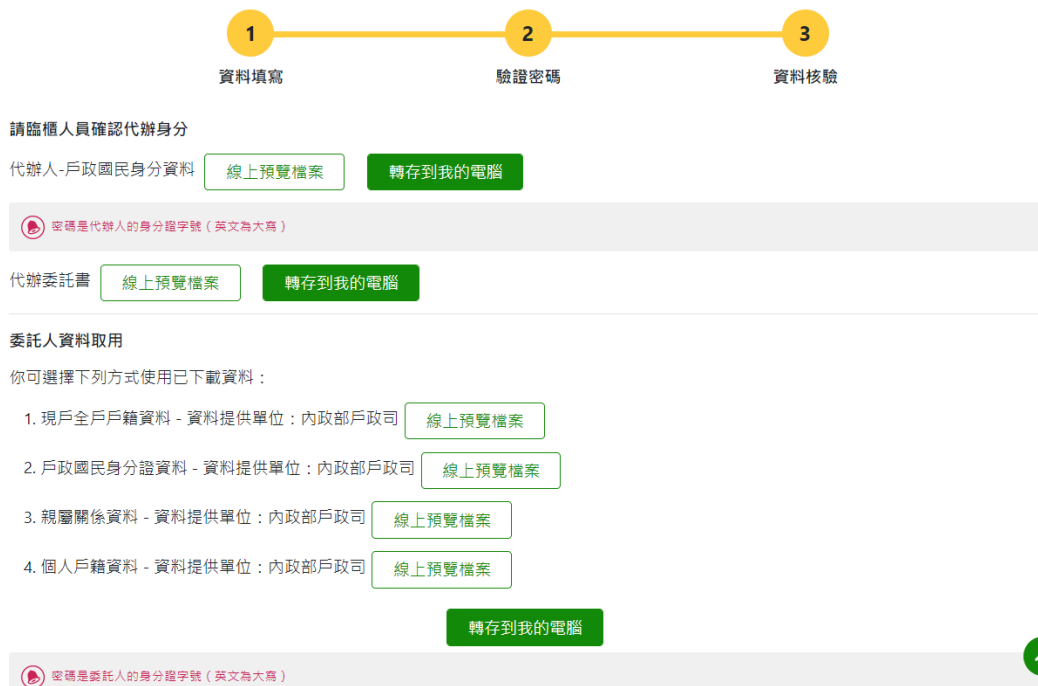 1 2 3
資料填寫 驗證密碼 資料核驗
請臨櫃人員確認代辦身分
代辦人-戶政國民身分資料 線上預覽檔案 轉存到我的電腦
密碼是代辦人的身分證字號（英文為大寫）
代辦委託書 線上預覽檔案 轉存到我的電腦
委託人資料取用
你可選擇下列方式使用已下載資料：
1. 現戶全戶戶籍資料 - 資料提供單位：內政部戶政司 線上預覽檔案
2. 戶政國民身分證資料 - 資料提供單位：內政部戶政司 線上預覽檔案
3. 親屬關係資料 - 資料提供單位：內政部戶政司 線上預覽檔案
4. 個人戶籍資料 - 資料提供單位：內政部戶政司 線上預覽檔案
轉存到我的電腦
密碼是委託人的身分證字號（英文為大寫）